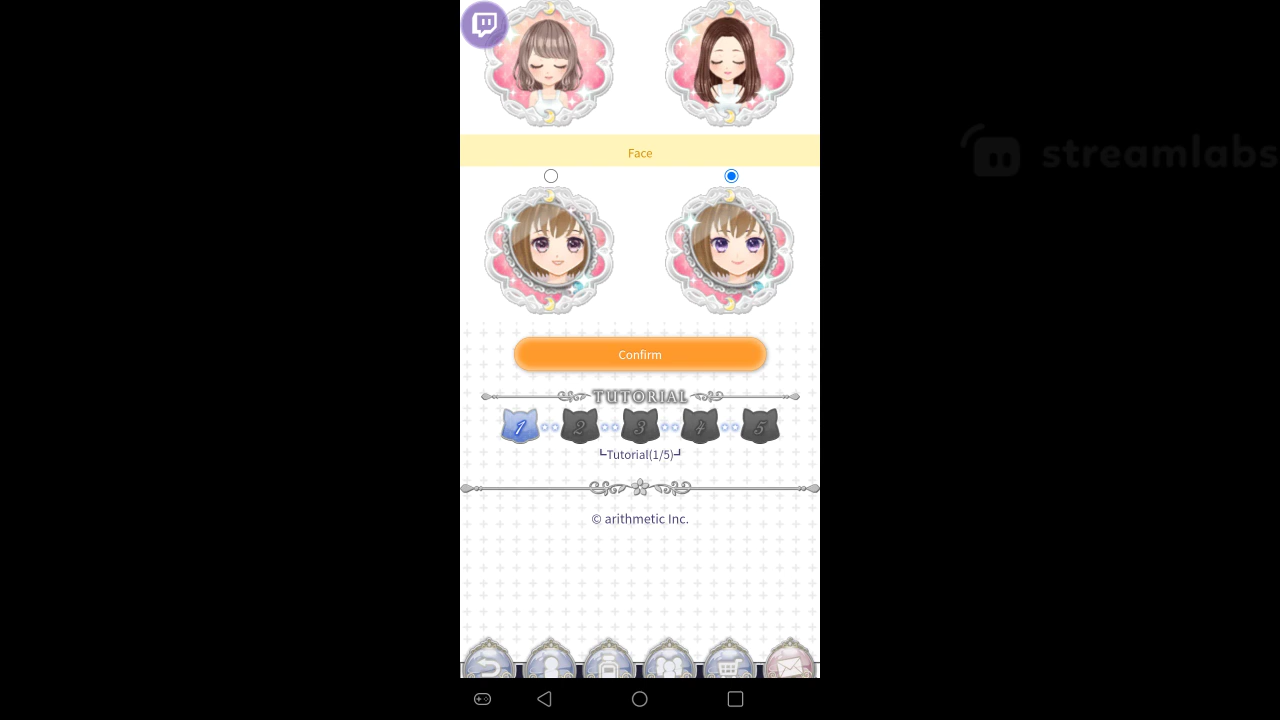 streamlabs
Face
Confirm
TUTORIAL
1 2 3 4 5
┗Tutorial(1/5)┛
© arithmetic Inc.